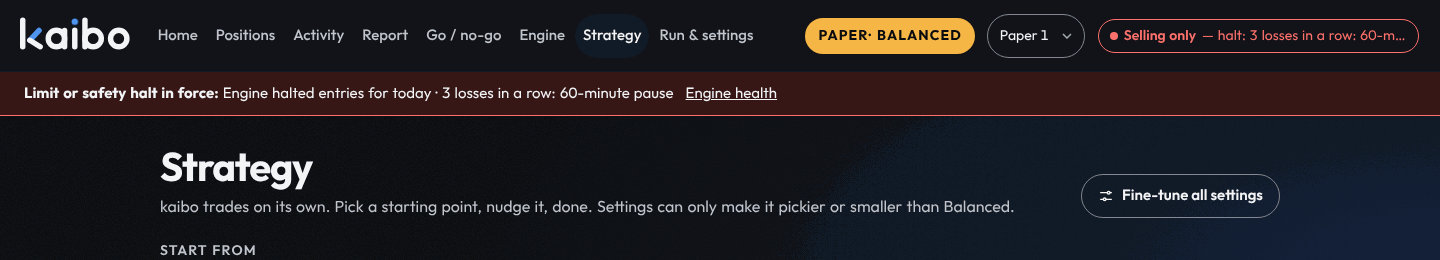 kaibo
Home Positions Activity Report Go / no-go Engine Strategy Run & settings PAPER· BALANCED Paper 1 Selling only — halt: 3 losses in a row: 60-m...
Limit or safety halt in force: Engine halted entries for today · 3 losses in a row: 60-minute pause Engine health
Strategy
kaibo trades on its own. Pick a starting point, nudge it, done. Settings can only make it pickier or smaller than Balanced.
Fine-tune all settings
START FROM